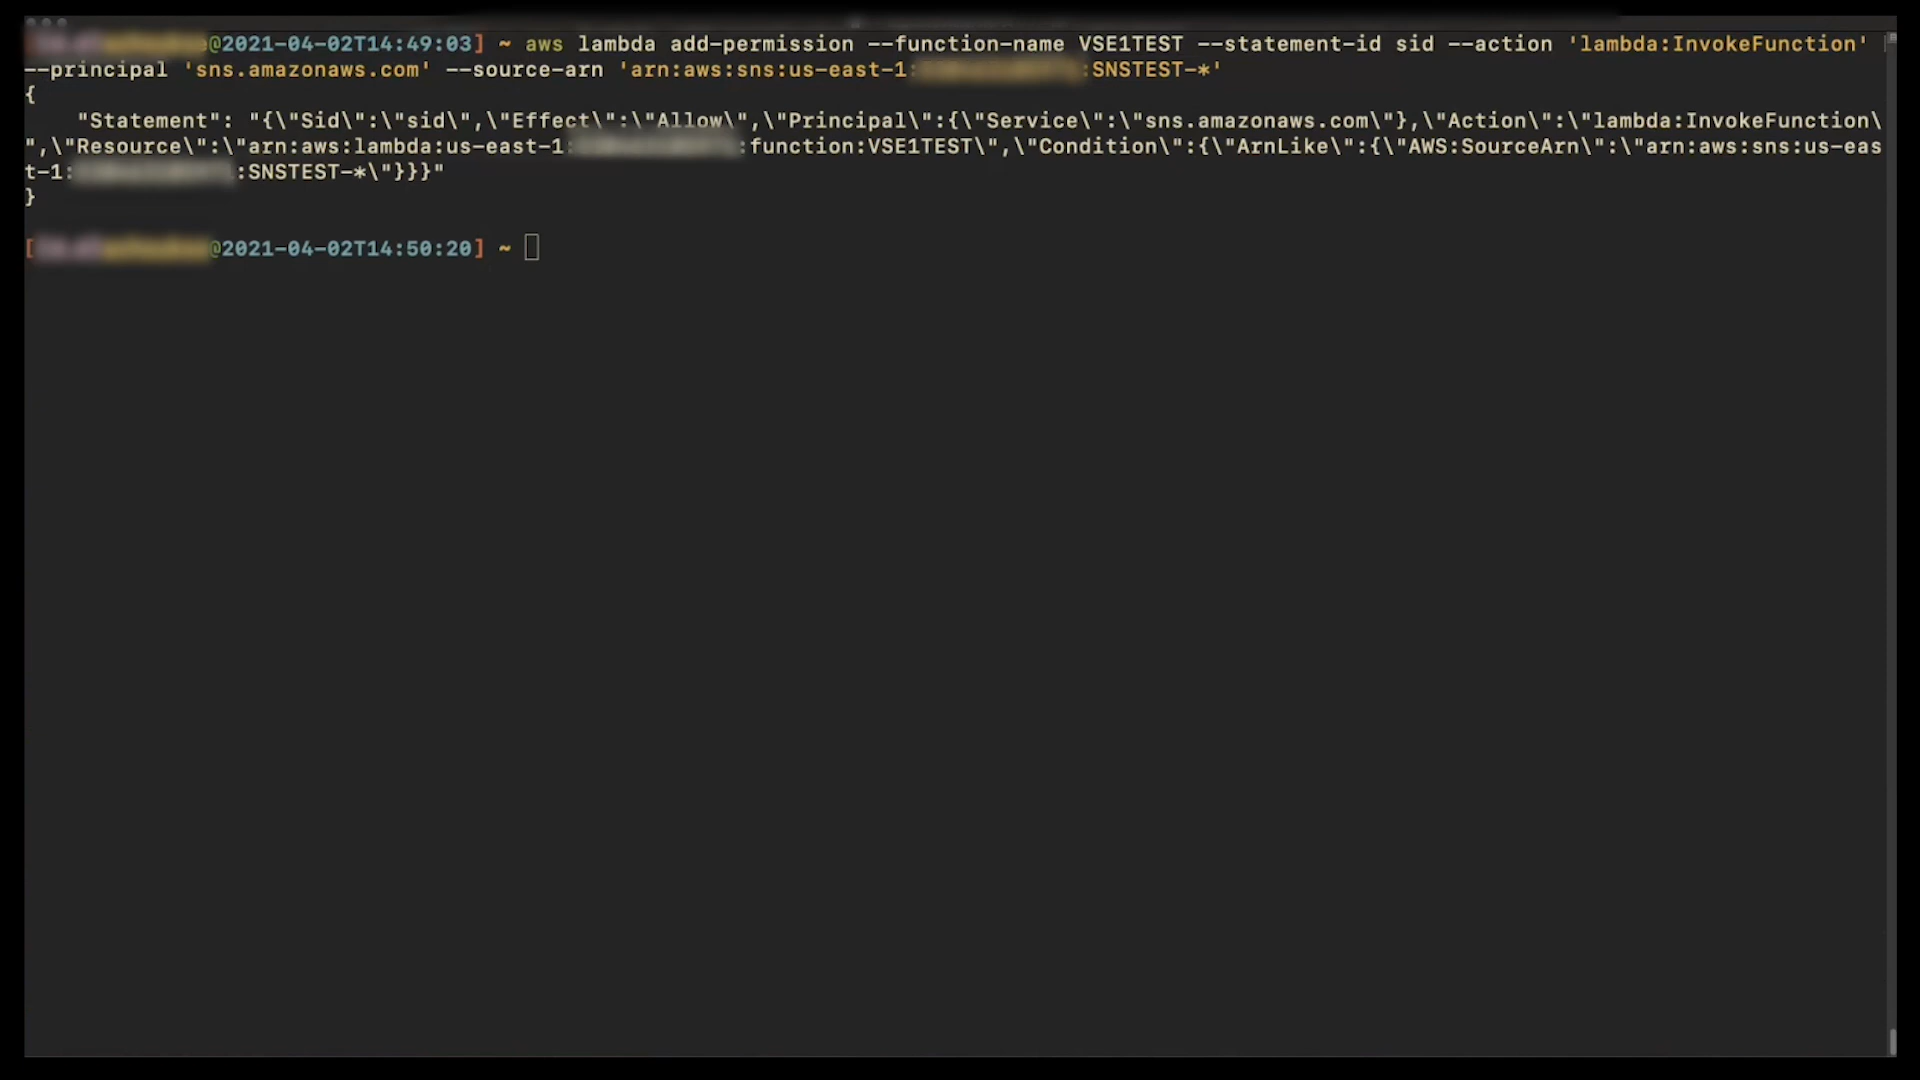 @2021-04-02T14:49:03] ~ aws lambda add-permission --function-name VSE1TEST --statement-id sid --action 'lambda:InvokeFunction'
--principal 'sns.amazonaws.com' --source-arn 'arn:aws:sns:us-east-1: :SNSTEST-*'
{
"Statement": "{\"Sid\":\"sid\",\"Effect\":\"Allow\",\"Principal\":{\"Service\":\"sns.amazonaws.com\"},\"Action\":\"lambda:InvokeFunction\
",\"Resource\":\"arn:aws:lambda:us-east-1: :function:VSE1TEST\",\"Condition\":{\"ArnLike\":{\"AWS:SourceArn\":\"arn:aws:sns:us-eas
t-1: :SNSTEST-*\"}}}"
}
[ @2021-04-02T14:50:20] ~